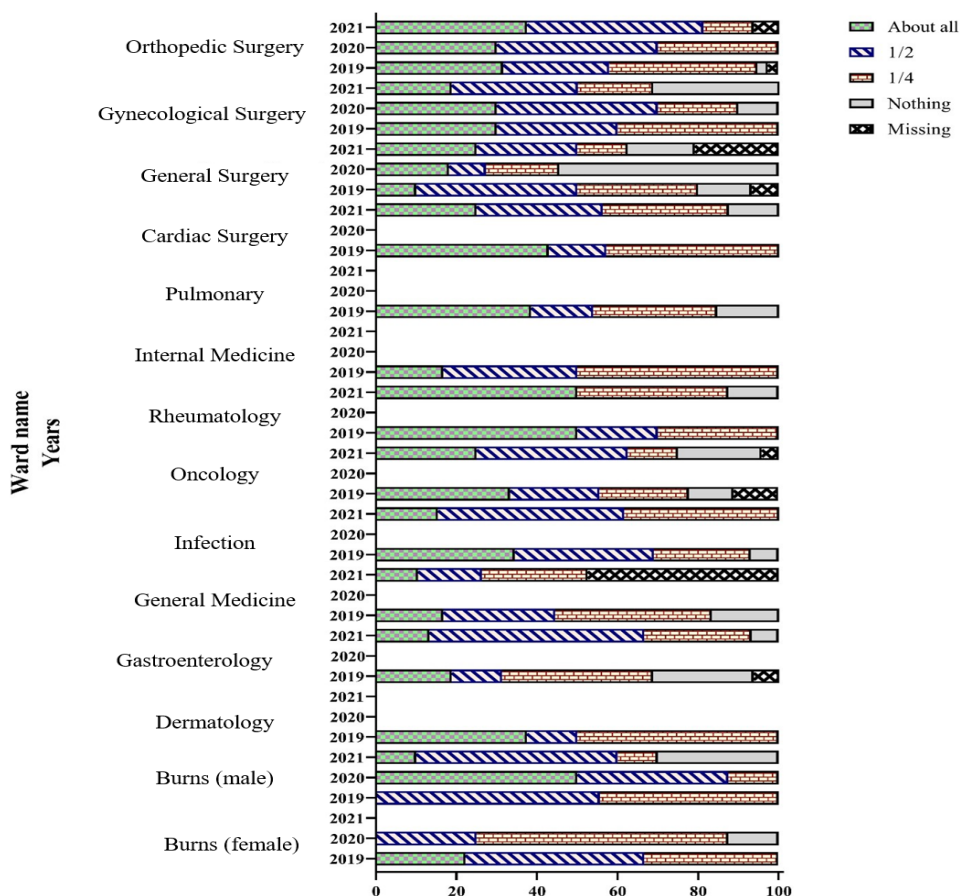 2021
Orthopedic Surgery 2020
2019
2021
Gynecological Surgery 2020
2019
2021
General Surgery 2020
2019
2021
Cardiac Surgery 2020
2019
2021
Pulmonary 2020
2019
2021
Internal Medicine 2020
2019
2021
Rheumatology 2020
2019
2021
Oncology 2020
2019
2021
Infection 2020
2019
2021
General Medicine 2020
2019
2021
Gastroenterology 2020
2019
2021
Dermatology 2020
2019
2021
Burns (male) 2020
2019
2021
Burns (female) 2020
2019
0 20 40 60 80 100
Ward name
Years
About all
1/2
1/4
Nothing
Missing